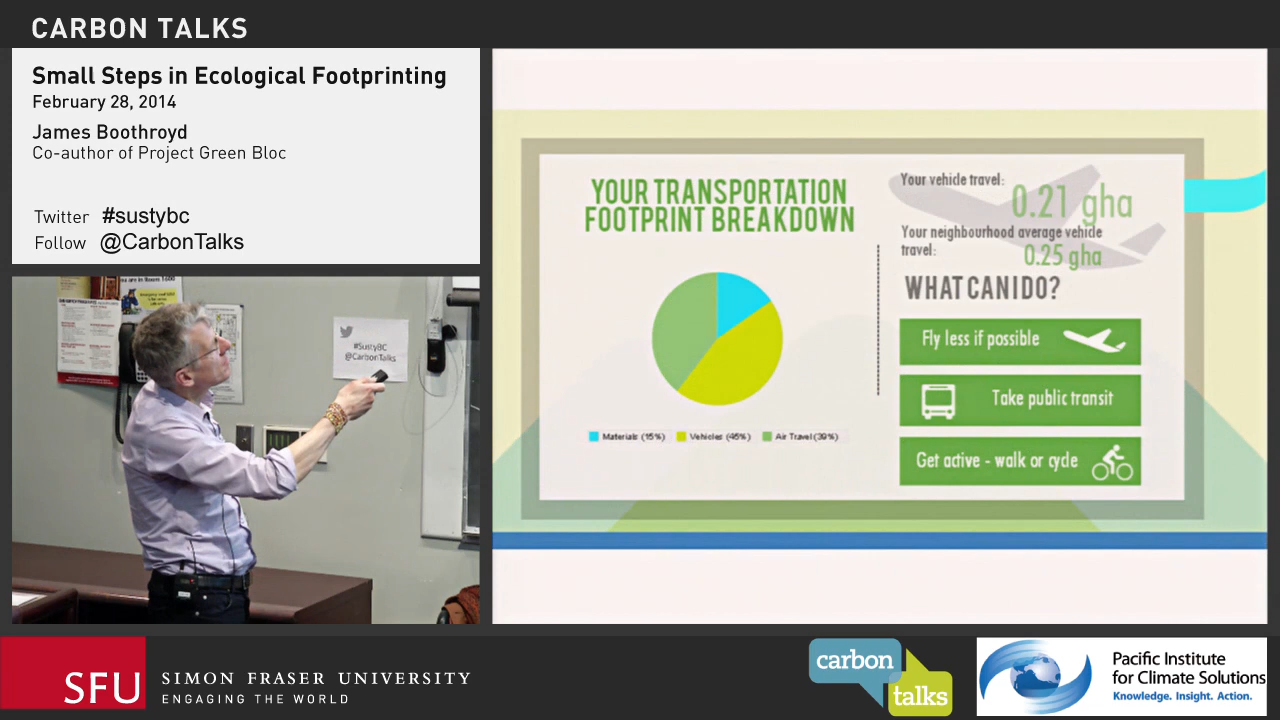 CARBON TALKS
Small Steps in Ecological Footprinting
February 28, 2014
James Boothroyd
Co-author of Project Green Bloc
Twitter #sustybc
Follow @CarbonTalks
#SustyBC
@CarbonTalks
YOUR TRANSPORTATION
FOOTPRINT BREAKDOWN
Materials (15%) Vehicles (46%) Air Travel (39%)
Your vehicle travel:
0.21 gha
Your neighbourhood average vehicle
travel:
0.25 gha
WHAT CAN I DO?
Fly less if possible
Take public transit
Get active - walk or cycle
SFU
SIMON FRASER UNIVERSITY
ENGAGING THE WORLD
carbon
talks
Pacific Institute
for Climate Solutions
Knowledge. Insight. Action.